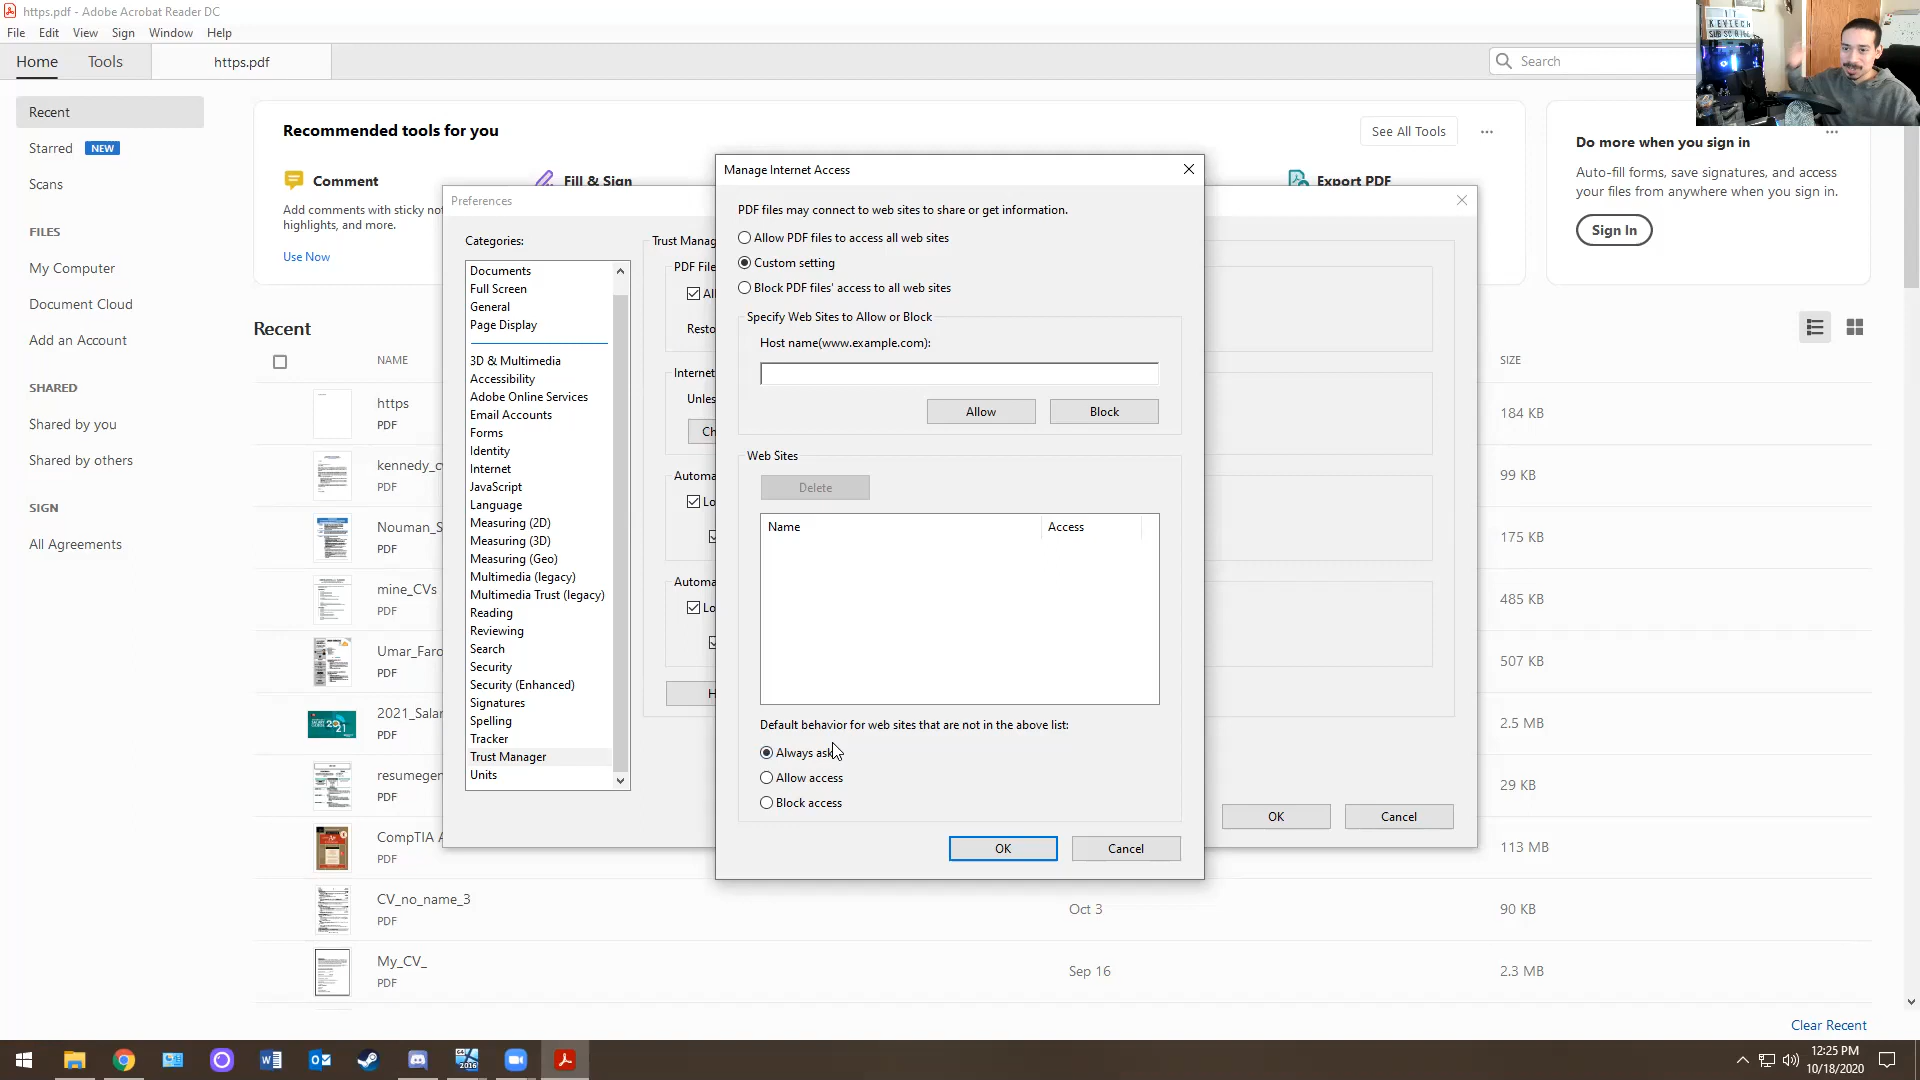 https.pdf - Adobe Acrobat Reader DC
File Edit View Sign Window Help
Home Tools https.pdf Search
IT
KEVTECH
SUBSCRIBE
Recent
Starred NEW
Scans
FILES
My Computer
Document Cloud
Add an Account
SHARED
Shared by you
Shared by others
SIGN
All Agreements
Recommended tools for you
See All Tools
Comment
Add comments with sticky not
highlights, and more.
Use Now
Fill & Sign
Export PDF
Do more when you sign in
Auto-fill forms, save signatures, and access
your files from anywhere when you sign in.
Sign In
Recent
NAME SIZE
https
PDF
184 KB
kennedy_c
PDF
99 KB
Nouman_S
PDF
175 KB
mine_CVs
PDF
485 KB
Umar_Faro
PDF
507 KB
2021_Salar
PDF
2.5 MB
resumeger
PDF
29 KB
CompTIA A
PDF
113 MB
CV_no_name_3
PDF
Oct 3
90 KB
My_CV_
PDF
Sep 16
2.3 MB
Clear Recent
Preferences
Categories:
Documents
Full Screen
General
Page Display
3D & Multimedia
Accessibility
Adobe Online Services
Email Accounts
Forms
Identity
Internet
JavaScript
Language
Measuring (2D)
Measuring (3D)
Measuring (Geo)
Multimedia (legacy)
Multimedia Trust (legacy)
Reading
Reviewing
Search
Security
Security (Enhanced)
Signatures
Spelling
Tracker
Trust Manager
Units
Trust Manag
PDF File
All
Resto
Internet
Unles
Ch
Automa
Lo
Automa
Lo
H
OK Cancel
Manage Internet Access
PDF files may connect to web sites to share or get information.
Allow PDF files to access all web sites
Custom setting
Block PDF files' access to all web sites
Specify Web Sites to Allow or Block
Host name(www.example.com):
Allow Block
Web Sites
Delete
Name Access
Default behavior for web sites that are not in the above list:
Always ask
Allow access
Block access
OK Cancel
12:25 PM
10/18/2020